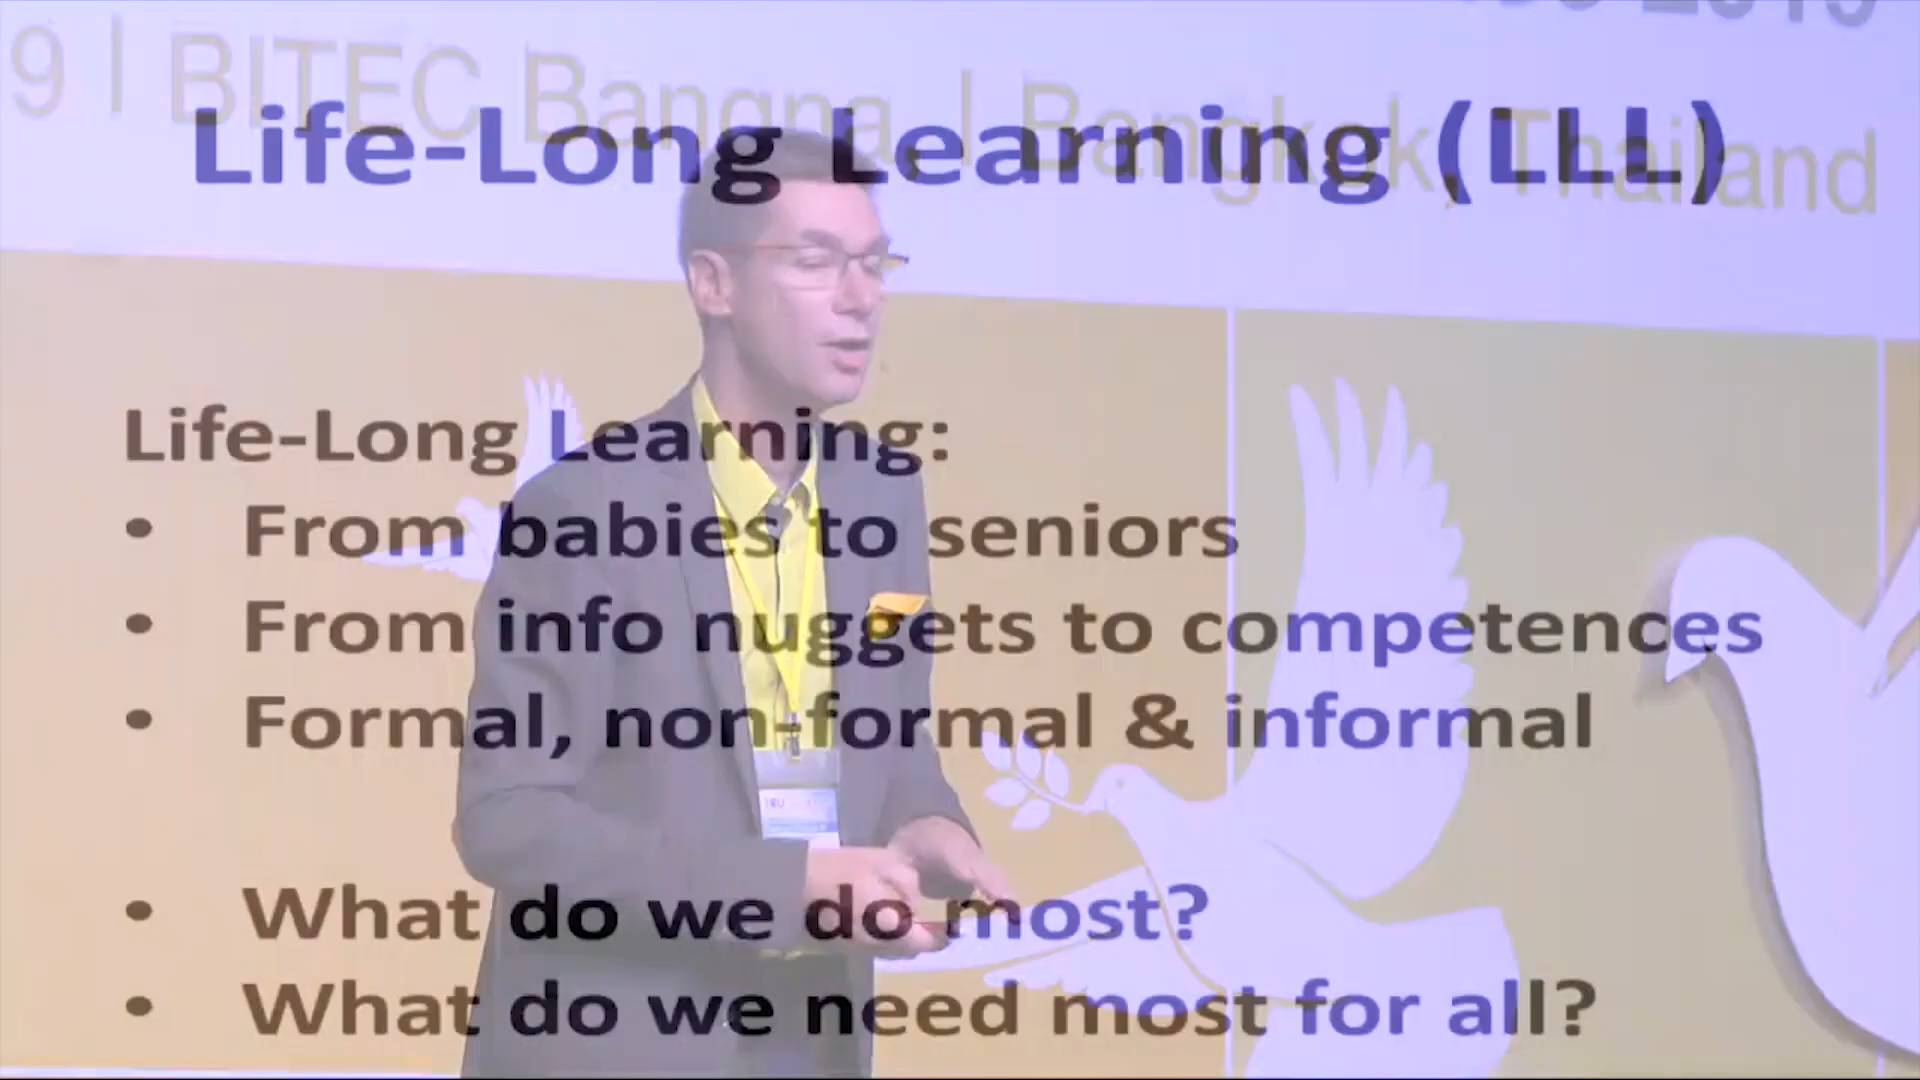 2019
9 | BITEC Bangna | Bangkok, Thailand
Life-Long Learning (LLL)
Life-Long Learning:
• From babies to seniors
• From info nuggets to competences
• Formal, non-formal & informal
• What do we do most?
• What do we need most for all?